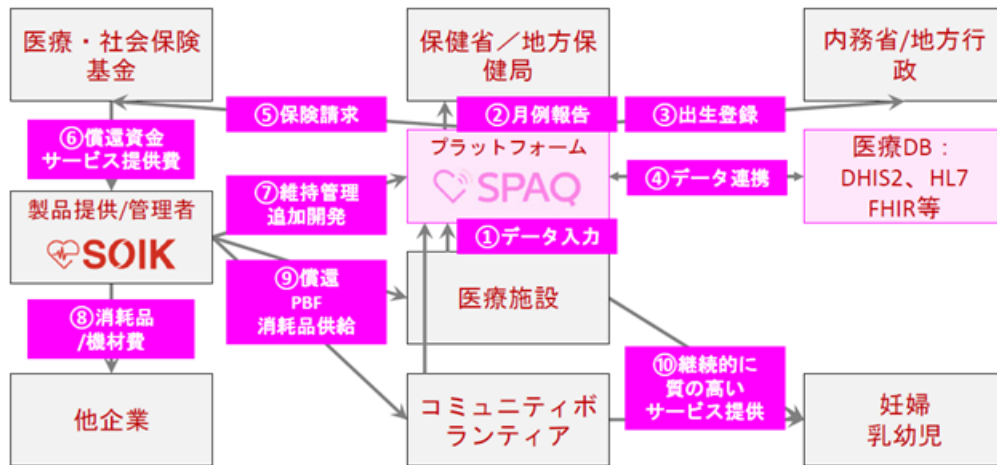 医療・社会保険
基金
保健省／地方保
健局
内務省/地方行
政
⑤保険請求
②月例報告
③出生登録
⑥償還資金
サービス提供費
プラットフォーム
SPAQ
④データ連携
医療DB：
DHIS2、HL7
FHIR等
⑦維持管理
追加開発
製品提供/管理者
SOIK
①データ入力
⑨償還
PBF
消耗品供給
医療施設
⑧消耗品
/機材費
⑩継続的に
質の高い
サービス提供
他企業
コミュニティボ
ランティア
妊婦
乳幼児